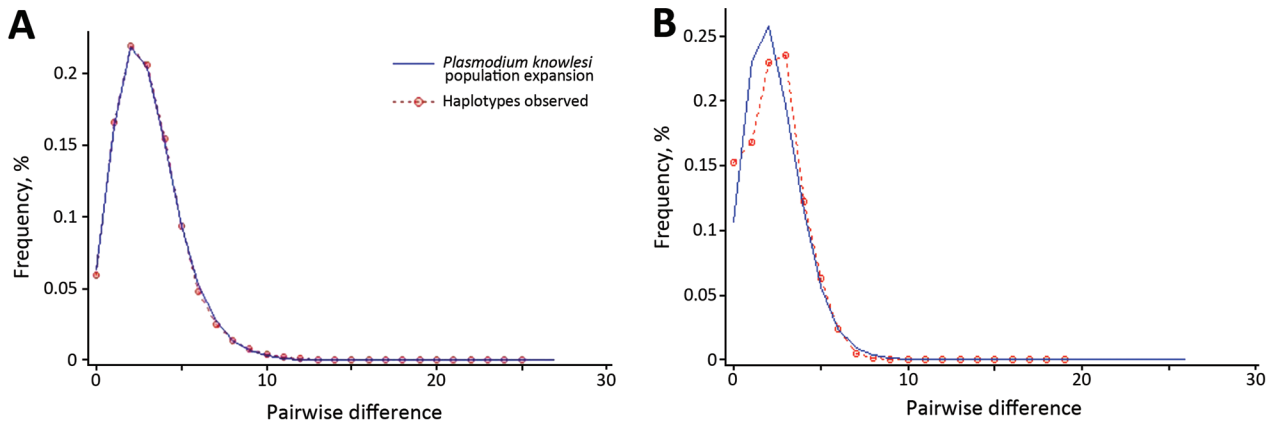 A
Frequency, %
0.2
0.15
0.1
0.05
0
0
10
20
30
Pairwise difference
Plasmodium knowlesi
population expansion
Haplotypes observed
B
Frequency, %
0.25
0.2
0.15
0.1
0.05
0
0
10
20
30
Pairwise difference